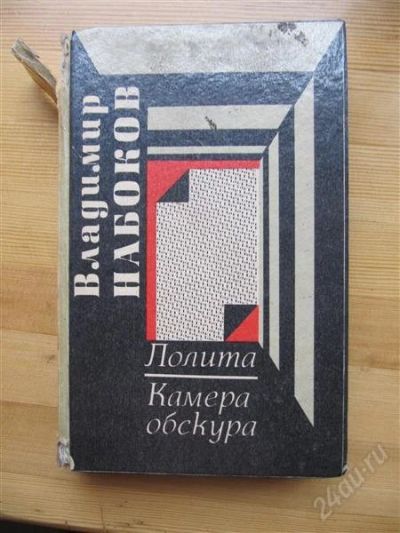 Владимир
НАБОКОВ
Лолита
Камера
обскура
24au.ru